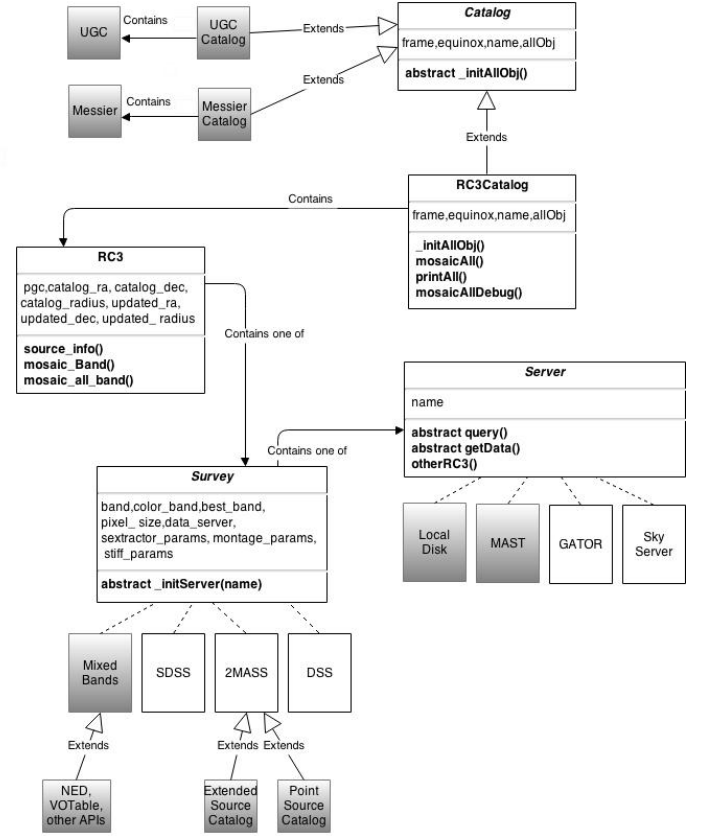 Catalog
frame,equinox,name,allObj
abstract _initAllObj()
UGC
Contains
UGC
Catalog
Extends
Messier
Contains
Messier
Catalog
Extends
Extends
RC3Catalog
frame,equinox,name,allObj
_initAllObj()
mosaicAll()
printAll()
mosaicAllDebug()
Contains
RC3
pgc,catalog_ra, catalog_dec,
catalog_radius, updated_ra,
updated_dec, updated_ radius
source_info()
mosaic_Band()
mosaic_all_band()
Contains one of
Server
name
abstract query()
abstract getData()
otherRC3()
Contains one of
Survey
band,color_band,best_band,
pixel_ size,data_server,
sextractor_params, montage_params,
stiff_params
abstract _initServer(name)
Local
Disk
MAST
GATOR
Sky
Server
Mixed
Bands
SDSS
2MASS
DSS
Extends
Extends
Extends
NED,
VOTable,
other APIs
Extended
Source
Catalog
Point
Source
Catalog